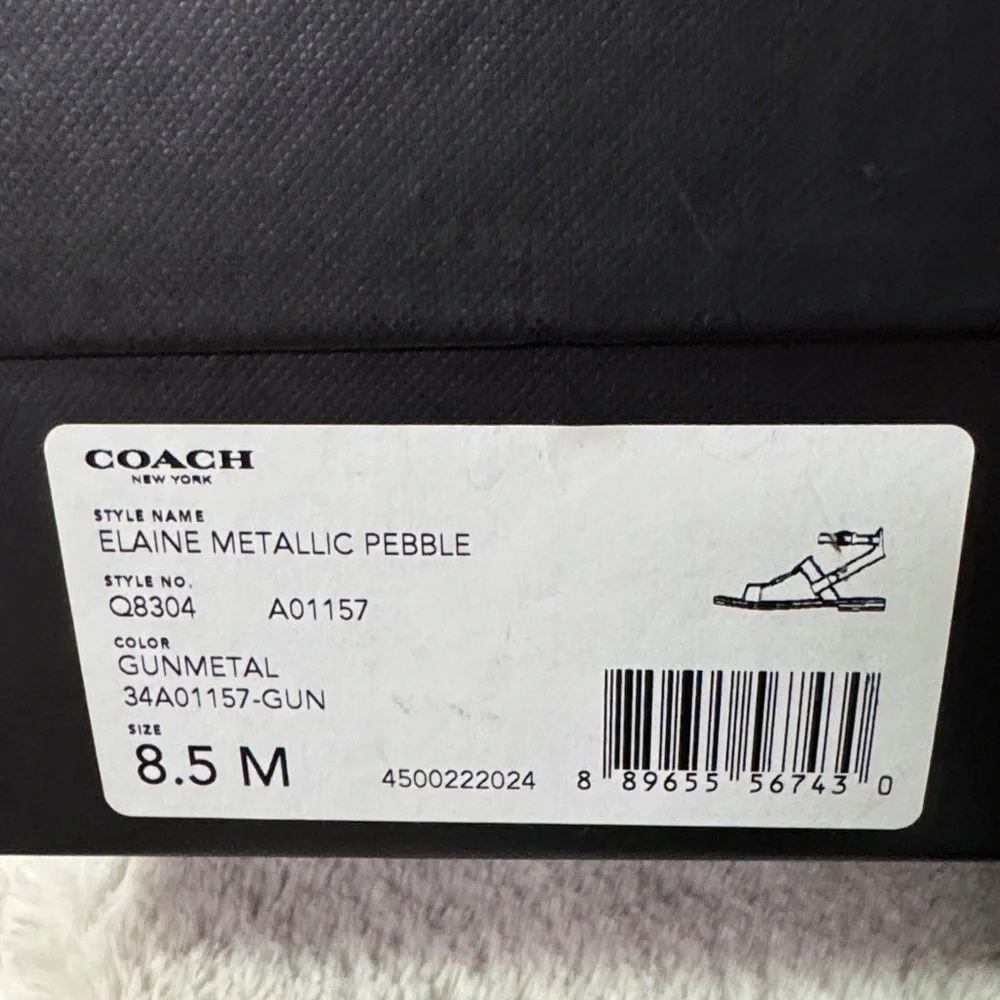 COACH
NEW YORK
STYLE NAME
ELAINE METALLIC PEBBLE
STYLE NO.
Q8304 A01157
COLOR
GUNMETAL
34A01157-GUN
SIZE
8.5 M
4500222024
8 89655 56743 0